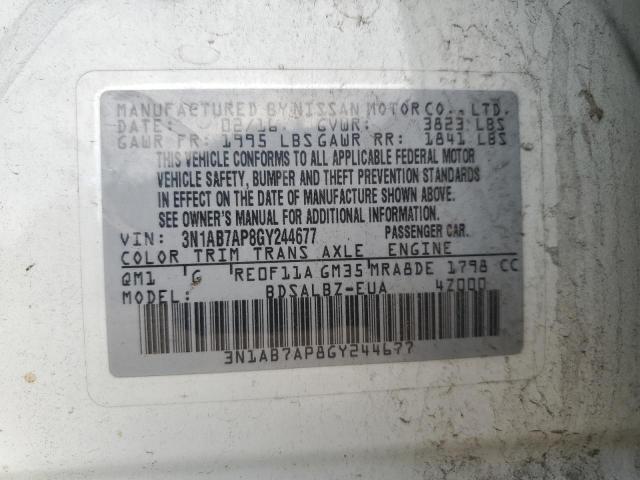 MANUFACTURED BY NISSAN MOTOR CO., LTD.
DATE: 02/16 GVWR: 3823 LBS
GAWR FR: 1995 LBS GAWR RR: 1841 LBS
THIS VEHICLE CONFORMS TO ALL APPLICABLE FEDERAL MOTOR
VEHICLE SAFETY, BUMPER AND THEFT PREVENTION STANDARDS
IN EFFECT ON THE DATE OF MANUFACTURE SHOWN ABOVE.
SEE OWNER'S MANUAL FOR ADDITIONAL INFORMATION.
VIN: 3N1AB7AP8GY244677 PASSENGER CAR.
COLOR TRIM TRANS AXLE ENGINE
QM1 G RE0F11A GM35 MRA8DE 1798 CC
MODEL: BDSALBZ-EUA 4Z000
3N1AB7AP8GY244677